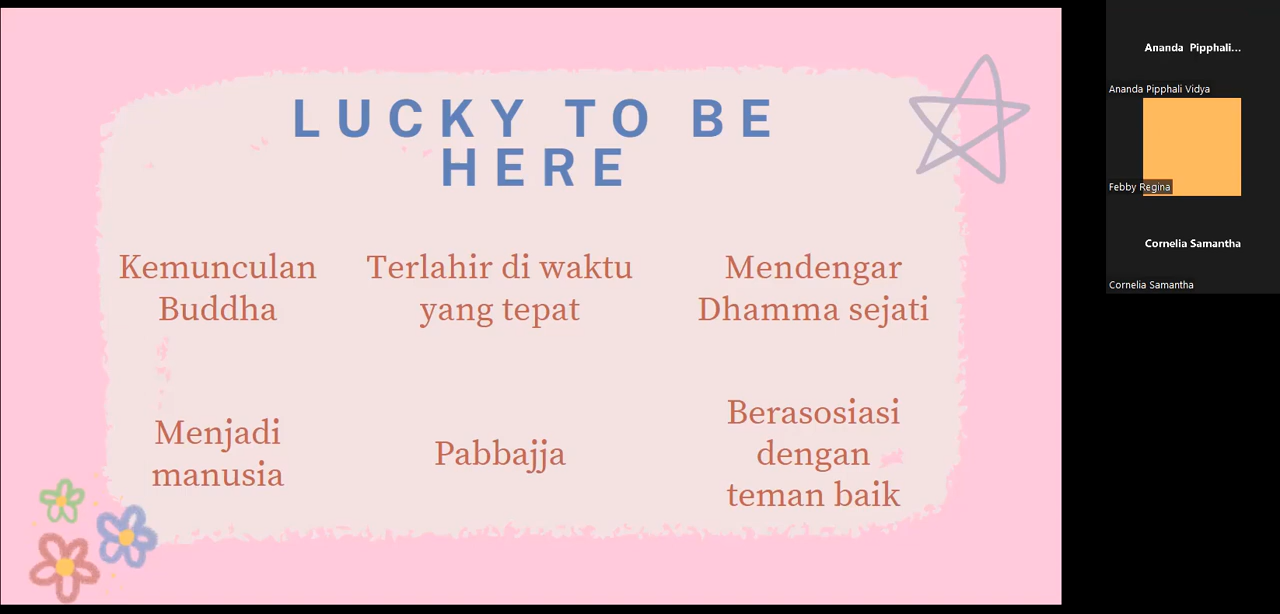 LUCKY TO BE
HERE
Kemunculan
Buddha
Terlahir di waktu
yang tepat
Mendengar
Dhamma sejati
Menjadi
manusia
Pabbajja
Berasosiasi
dengan
teman baik
Ananda Pipphali...
Ananda Pipphali Vidya
Febby Regina
Cornelia Samantha
Cornelia Samantha